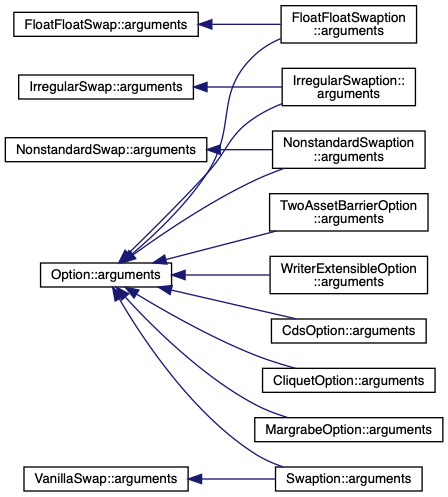 FloatFloatSwap::arguments
FloatFloatSwaption
::arguments
IrregularSwap::arguments
IrregularSwaption::
arguments
NonstandardSwap::arguments
NonstandardSwaption
::arguments
TwoAssetBarrierOption
::arguments
Option::arguments
WriterExtensibleOption
::arguments
CdsOption::arguments
CliquetOption::arguments
MargrabeOption::arguments
VanillaSwap::arguments
Swaption::arguments